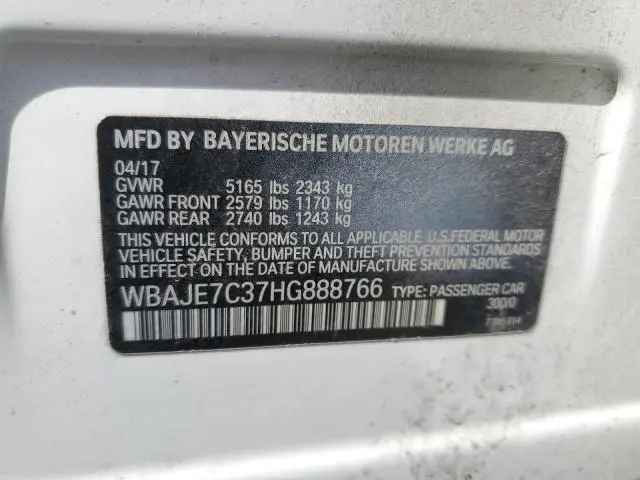 MFD BY BAYERISCHE MOTOREN WERKE AG
04/17
GVWR 5165 lbs 2343 kg
GAWR FRONT 2579 lbs 1170 kg
GAWR REAR 2740 lbs 1243 kg
THIS VEHICLE CONFORMS TO ALL APPLICABLE U.S.FEDERAL MOTOR
VEHICLE SAFETY, BUMPER AND THEFT PREVENTION STANDARDS
IN EFFECT ON THE DATE OF MANUFACTURE SHOWN ABOVE.
WBAJE7C37HG888766 TYPE: PASSENGER CAR
300/0